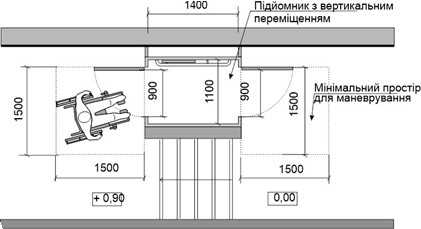 1400
Підйомник з вертикальним
переміщенням
1500
900
1100
900
1500
Мінімальний простір
для маневрування
1500
1500
+ 0,90
0,00